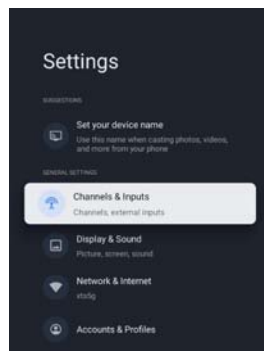 Settings
SUGGESTIONS
Set your device name
Use this name when casting photos, videos,
and more from your phone
GENERAL SETTINGS
Channels & Inputs
Channels, external inputs
Display & Sound
Picture, screen, sound
Network & Internet
Accounts & Profiles